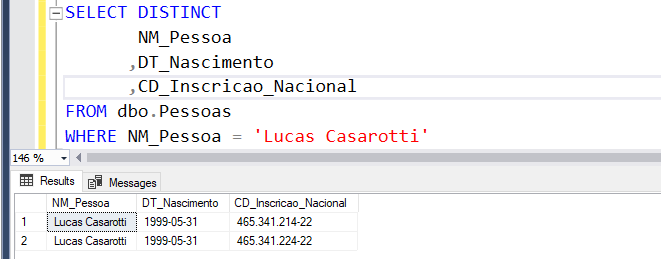 SELECT DISTINCT
NM_Pessoa
,DT_Nascimento
,CD_Inscricao_Nacional
FROM dbo.Pessoas
WHERE NM_Pessoa = 'Lucas Casarotti'
146 %
Results Messages
NM_Pessoa DT_Nascimento CD_Inscricao_Nacional
1 Lucas Casarotti 1999-05-31 465.341.214-22
2 Lucas Casarotti 1999-05-31 465.341.224-22